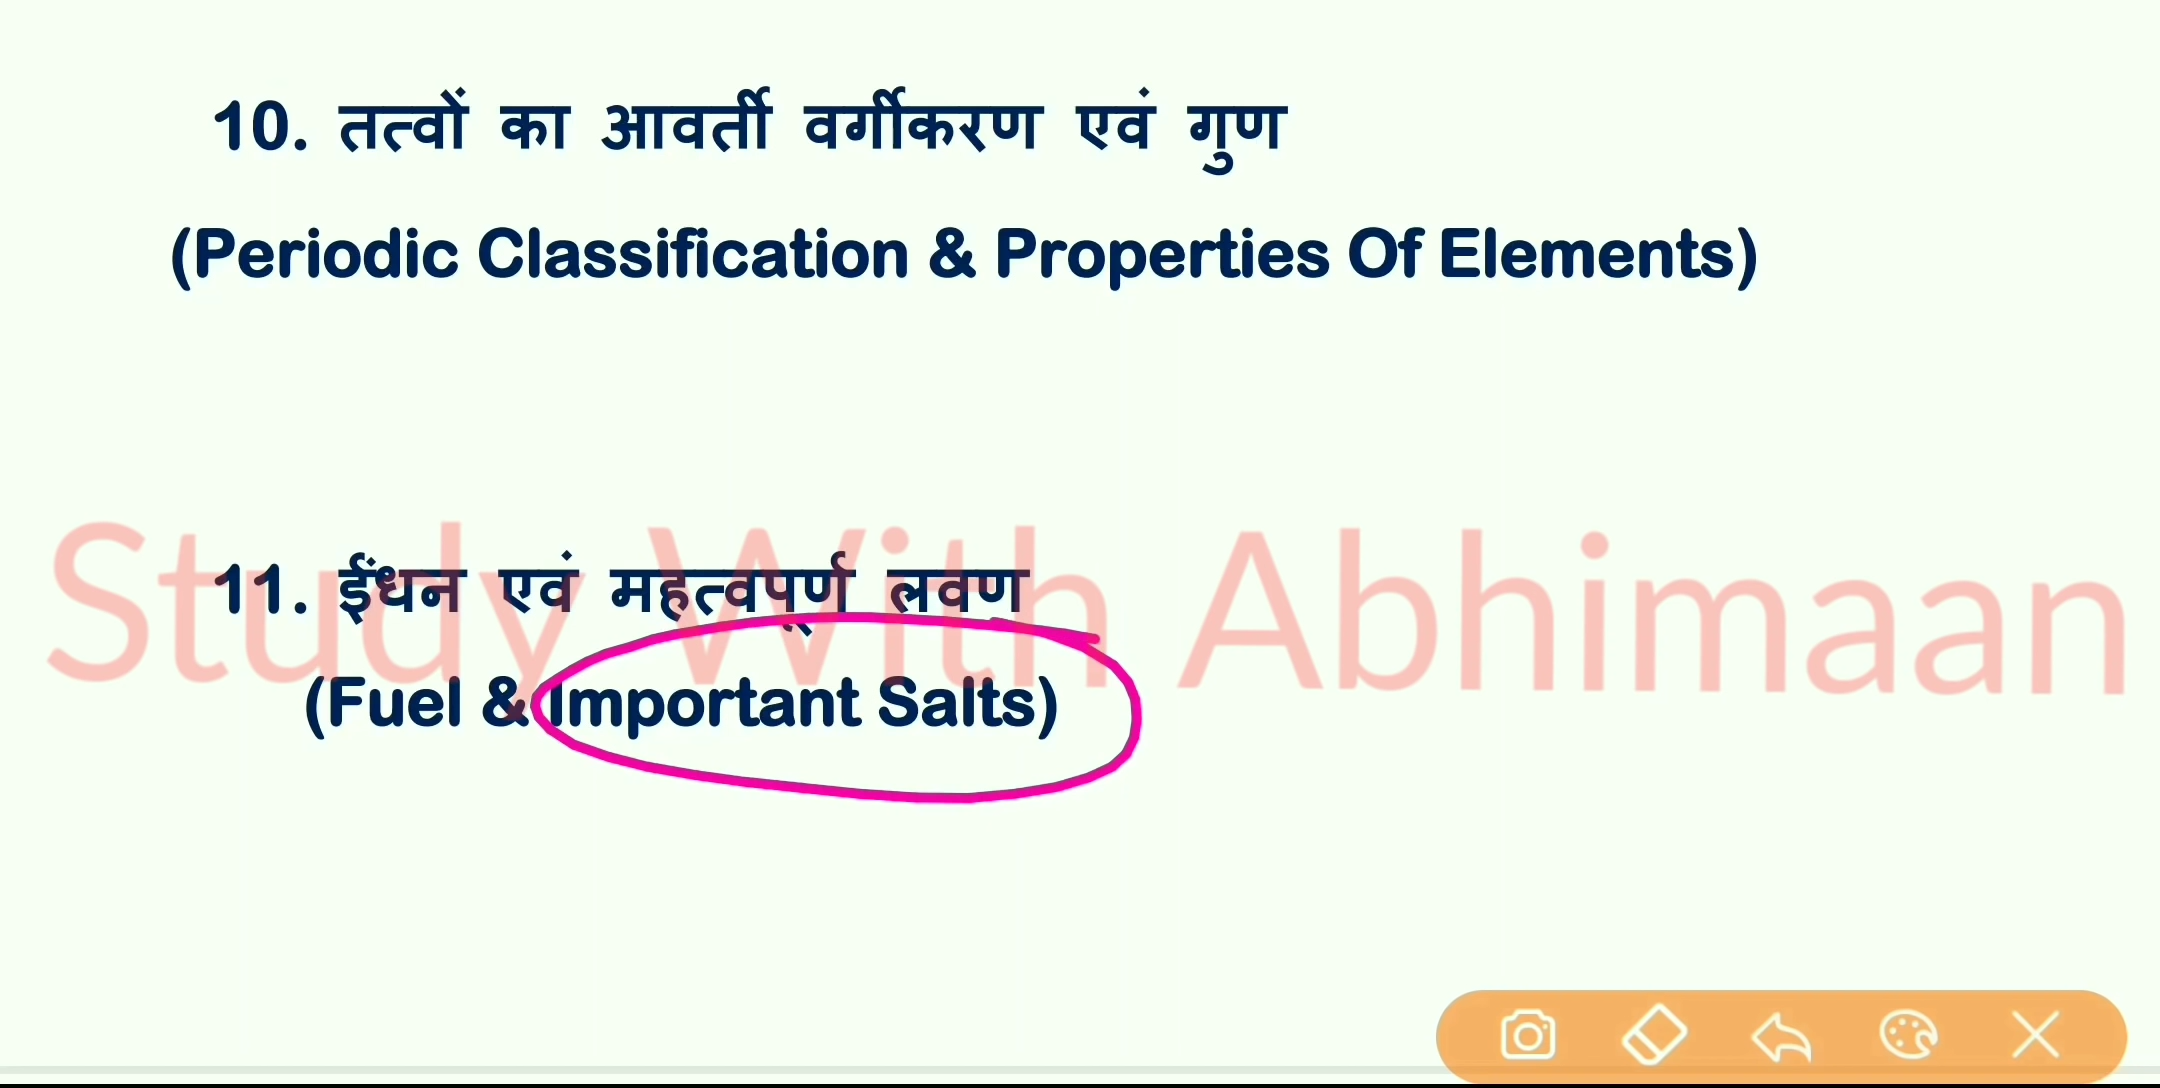 10. तत्वों का आवर्ती वर्गीकरण एवं गुण
(Periodic Classification & Properties Of Elements)
Study With Abhimaan
11. ईंधन एवं महत्वपूर्ण लवण
(Fuel & Important Salts)